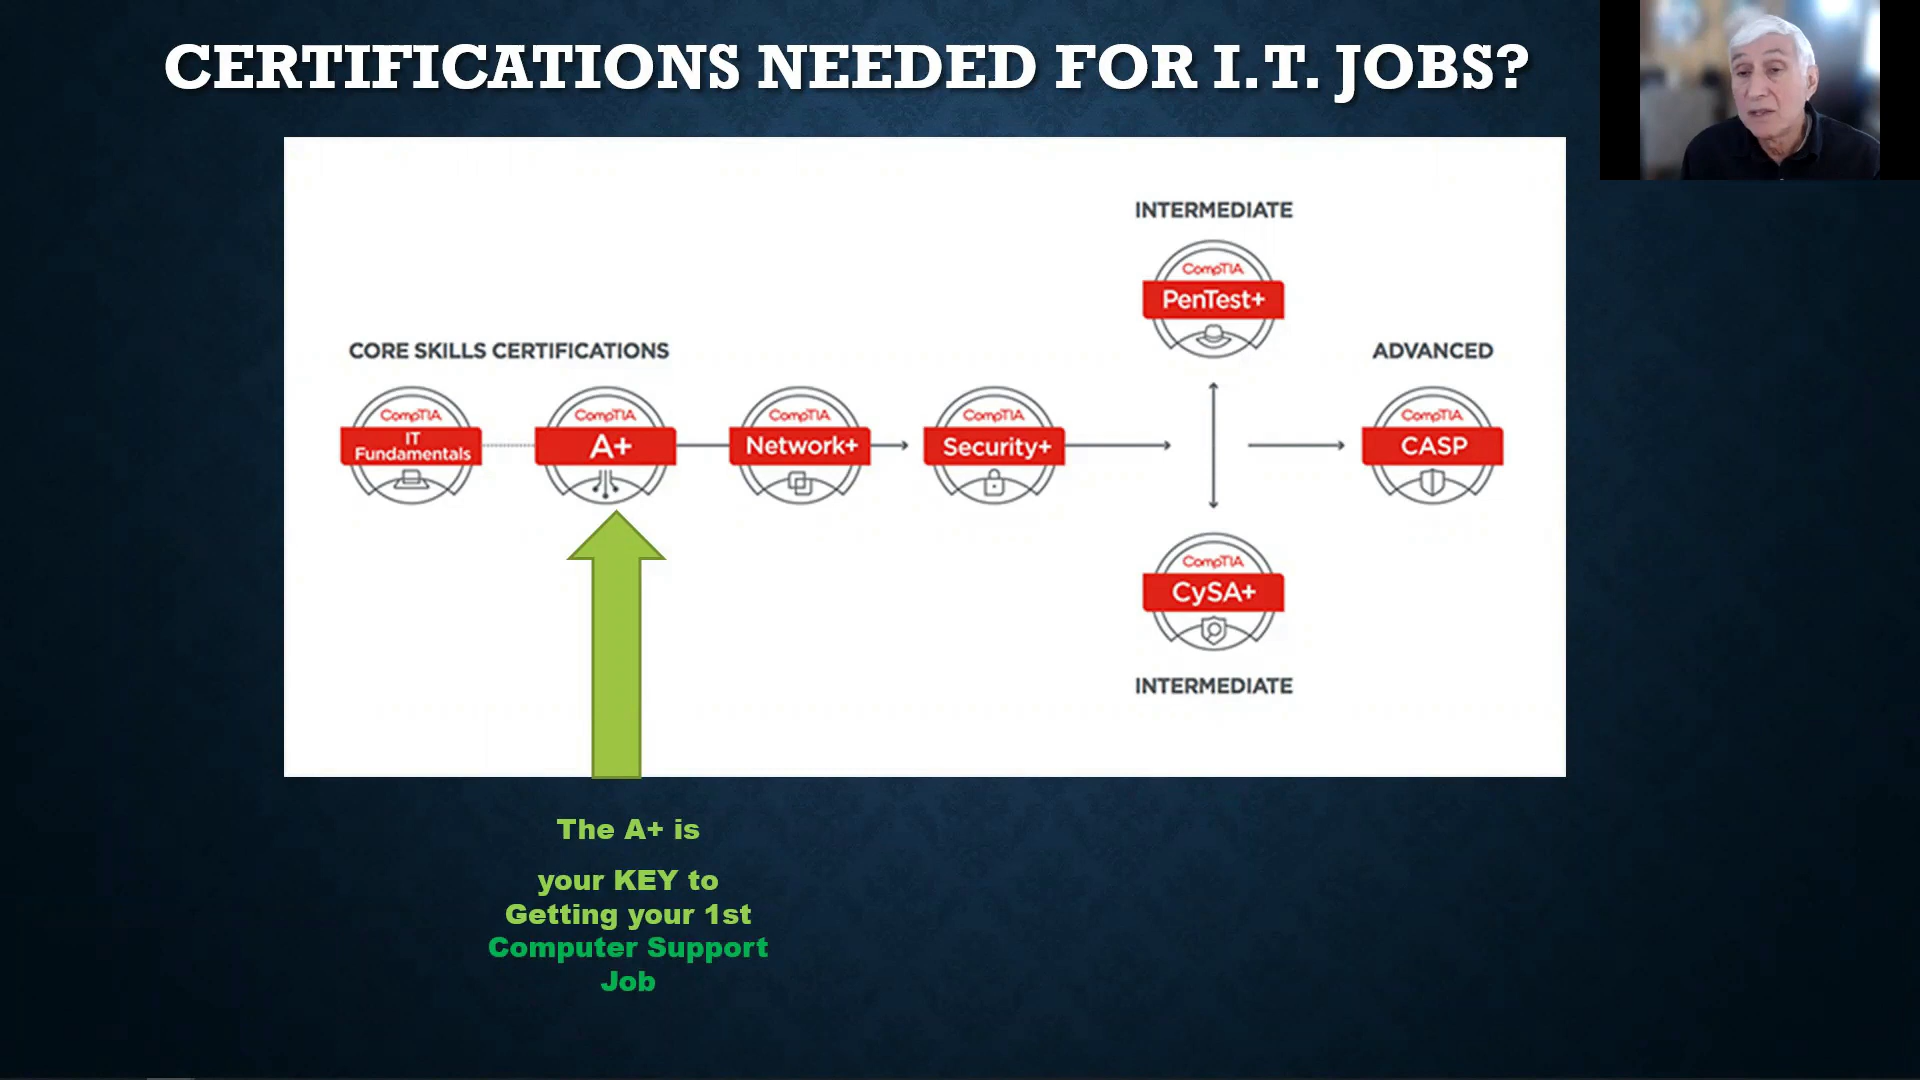 CERTIFICATIONS NEEDED FOR I.T. JOBS?
INTERMEDIATE
CompTIA
PenTest+
CORE SKILLS CERTIFICATIONS
ADVANCED
CompTIA
IT
Fundamentals
CompTIA
A+
CompTIA
Network+
CompTIA
Security+
CompTIA
CASP
CompTIA
CySA+
INTERMEDIATE
The A+ is
your KEY to
Getting your 1st
Computer Support
Job